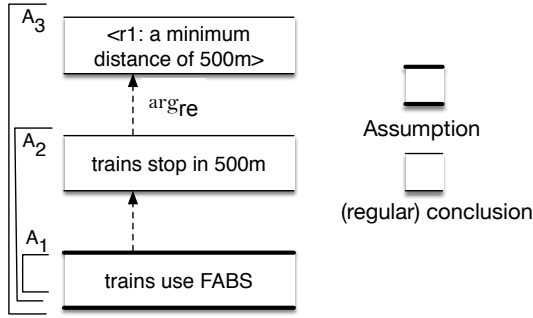 A3
<r1: a minimum
distance of 500m>
argre
A2
trains stop in 500m
A1
trains use FABS
Assumption
(regular) conclusion